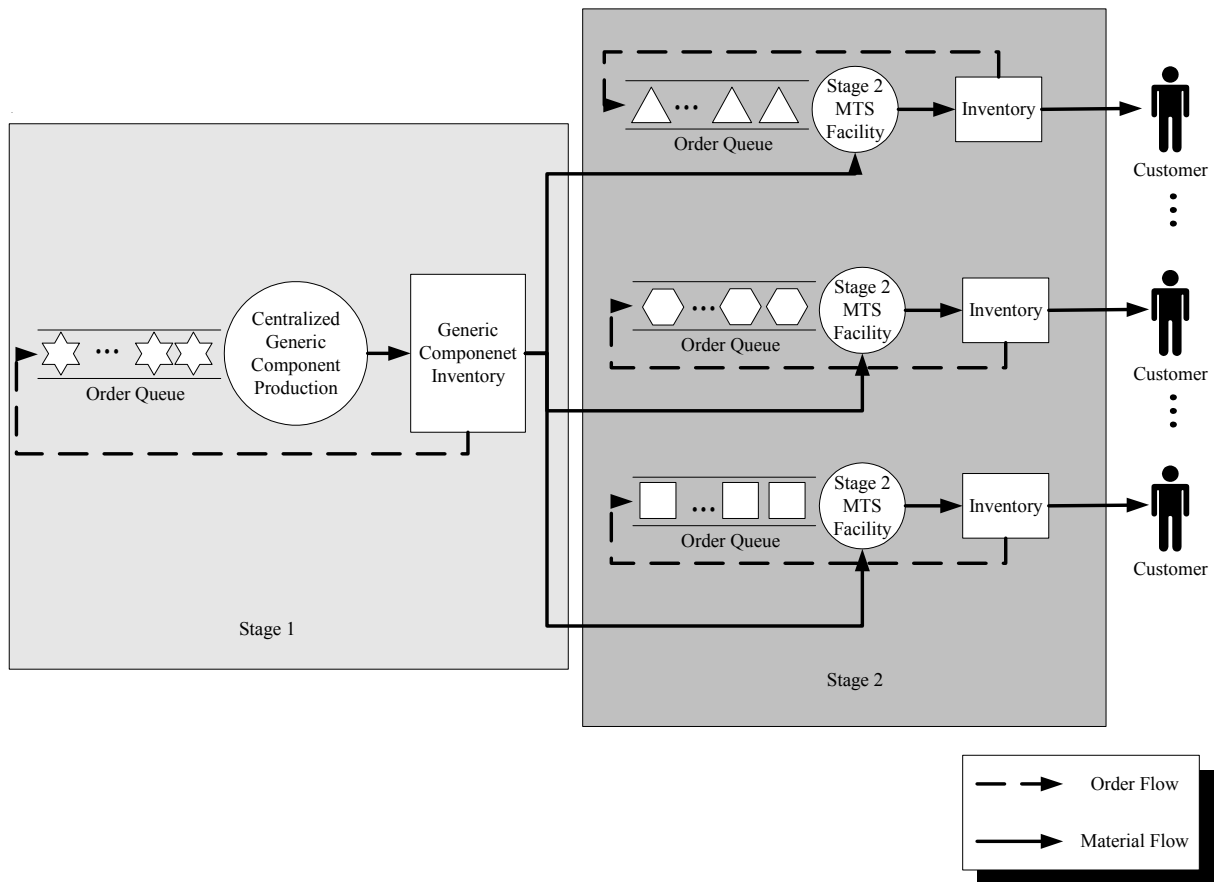 Stage 2
MTS
Facility
Inventory
Order Queue
Customer
Centralized
Generic
Component
Production
Generic
Componenet
Inventory
Order Queue
Stage 2
MTS
Facility
Inventory
Order Queue
Customer
Stage 2
MTS
Facility
Inventory
Order Queue
Customer
Stage 1
Stage 2
Order Flow
Material Flow